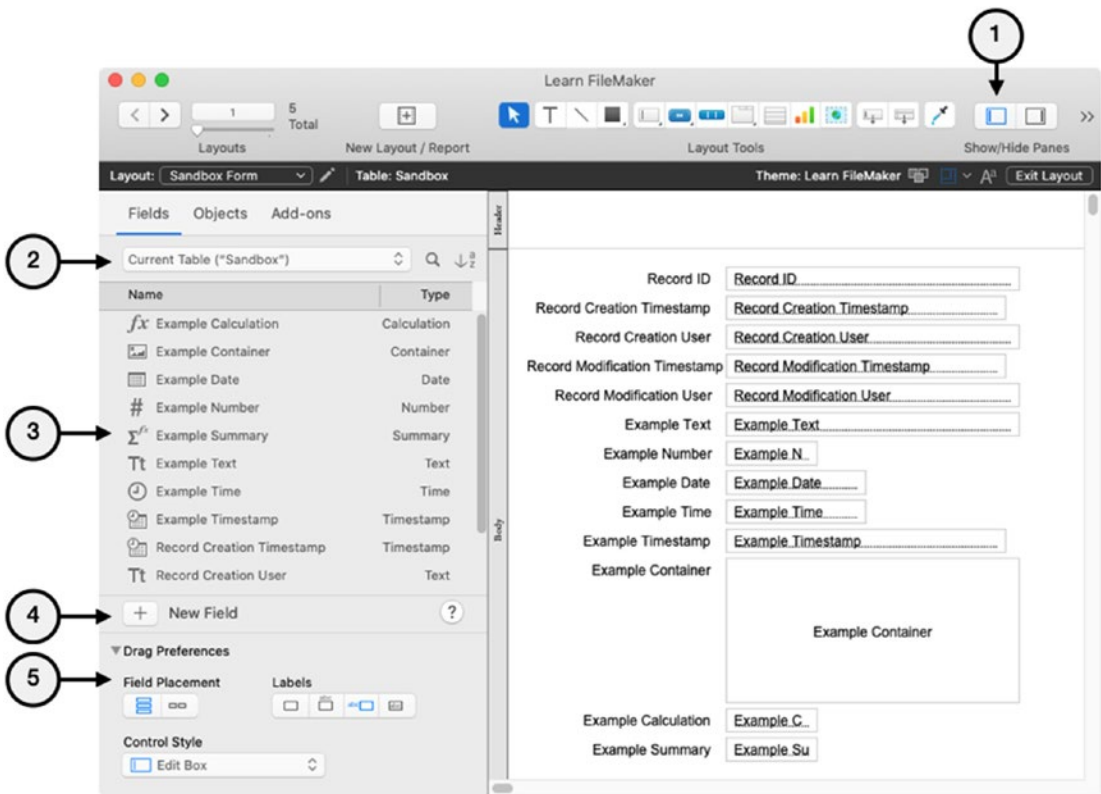 1
Learn FileMaker
1
5
Total
Layouts
New Layout / Report
Layout Tools
Show/Hide Panes
Layout: Sandbox Form
Table: Sandbox
Theme: Learn FileMaker
Aa
Exit Layout
Fields Objects Add-ons
Header
2
Current Table ("Sandbox")
Name Type
fx Example Calculation Calculation
Example Container Container
Example Date Date
# Example Number Number
3
Example Summary Summary
Tt Example Text Text
Example Time Time
Example Timestamp Timestamp
Record Creation Timestamp Timestamp
Tt Record Creation User Text
4
+ New Field ?
Drag Preferences
5
Field Placement Labels
Control Style
Edit Box
Body
Record ID Record ID
Record Creation Timestamp Record Creation Timestamp
Record Creation User Record Creation User
Record Modification Timestamp Record Modification Timestamp
Record Modification User Record Modification User
Example Text Example Text
Example Number Example N
Example Date Example Date
Example Time Example Time
Example Timestamp Example Timestamp
Example Container
Example Container
Example Calculation Example C
Example Summary Example Su